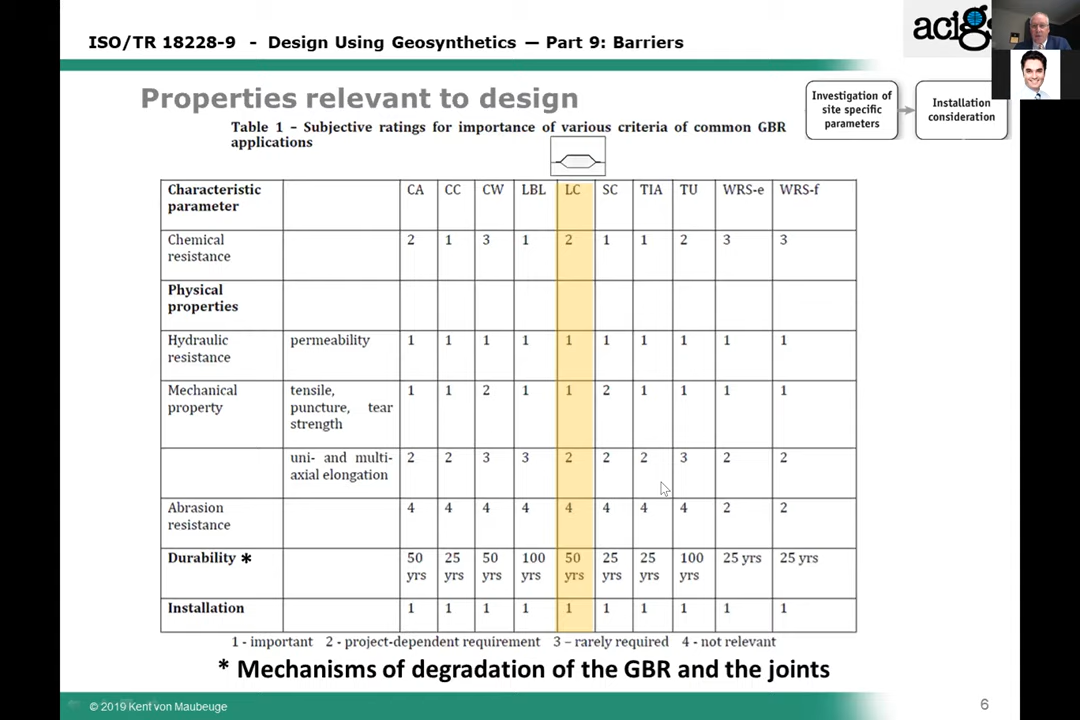 ISO/TR 18228-9 - Design Using Geosynthetics — Part 9: Barriers
acigs
Properties relevant to design
Investigation of
site specific
parameters
Installation
consideration
Table 1 – Subjective ratings for importance of various criteria of common GBR
applications
Characteristic parameter CA CC CW LBL LC SC TIA TU WRS-e WRS-f
Chemical resistance 2 1 3 1 2 1 1 2 3 3
Physical properties
Hydraulic resistance permeability 1 1 1 1 1 1 1 1 1 1
Mechanical property tensile, puncture, tear strength 1 1 2 1 1 2 1 1 1 1
uni- and multi-axial elongation 2 2 3 3 2 2 2 3 2 2
Abrasion resistance 4 4 4 4 4 4 4 4 2 2
Durability * 50 yrs 25 yrs 50 yrs 100 yrs 50 yrs 25 yrs 25 yrs 100 yrs 25 yrs 25 yrs
Installation 1 1 1 1 1 1 1 1 1 1
1 - important 2 - project-dependent requirement 3 – rarely required 4 - not relevant
* Mechanisms of degradation of the GBR and the joints
© 2019 Kent von Maubeuge
6